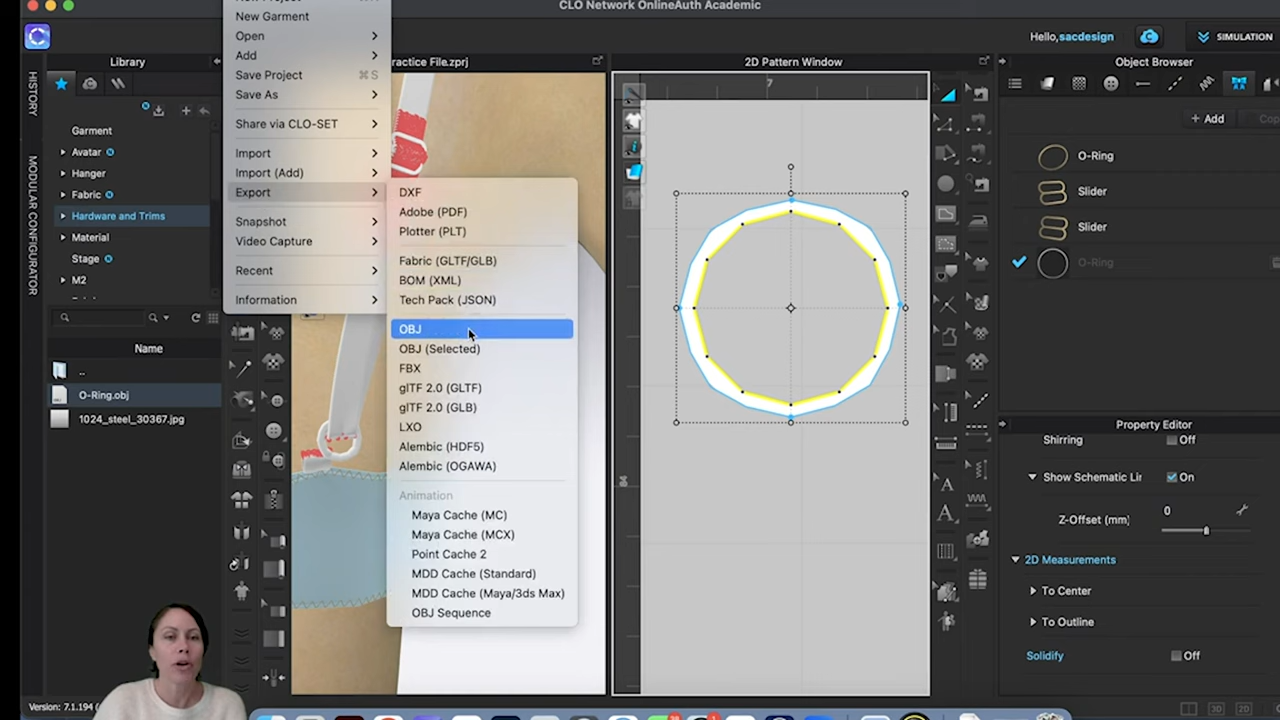 CLO Network OnlineAuth Academic
New Garment
Open
Add
Save Project ⌘ S
Save As
Share via CLO-SET
Import
Import (Add)
Export
Snapshot
Video Capture
Recent
Information
DXF
Adobe (PDF)
Plotter (PLT)
Fabric (GLTF/GLB)
BOM (XML)
Tech Pack (JSON)
OBJ
OBJ (Selected)
FBX
glTF 2.0 (GLTF)
glTF 2.0 (GLB)
LXO
Alembic (HDF5)
Alembic (OGAWA)
Animation
Maya Cache (MC)
Maya Cache (MCX)
Point Cache 2
MDD Cache (Standard)
MDD Cache (Maya/3ds Max)
OBJ Sequence
HISTORY
MODULAR CONFIGURATOR
Library
Garment
Avatar
Hanger
Fabric
Hardware and Trims
Material
Stage
M2
Name
..
O-Ring.obj
1024_steel_30367.jpg
Version: 7.1.194
ractice File.zprj
2D Pattern Window
7
Hello,sacdesign
SIMULATION
Object Browser
+ Add
O-Ring
Slider
Slider
O-Ring
Property Editor
Shirring Off
Show Schematic Lir On
Z-Offset (mm) 0
2D Measurements
To Center
To Outline
Solidify Off
3D 2D